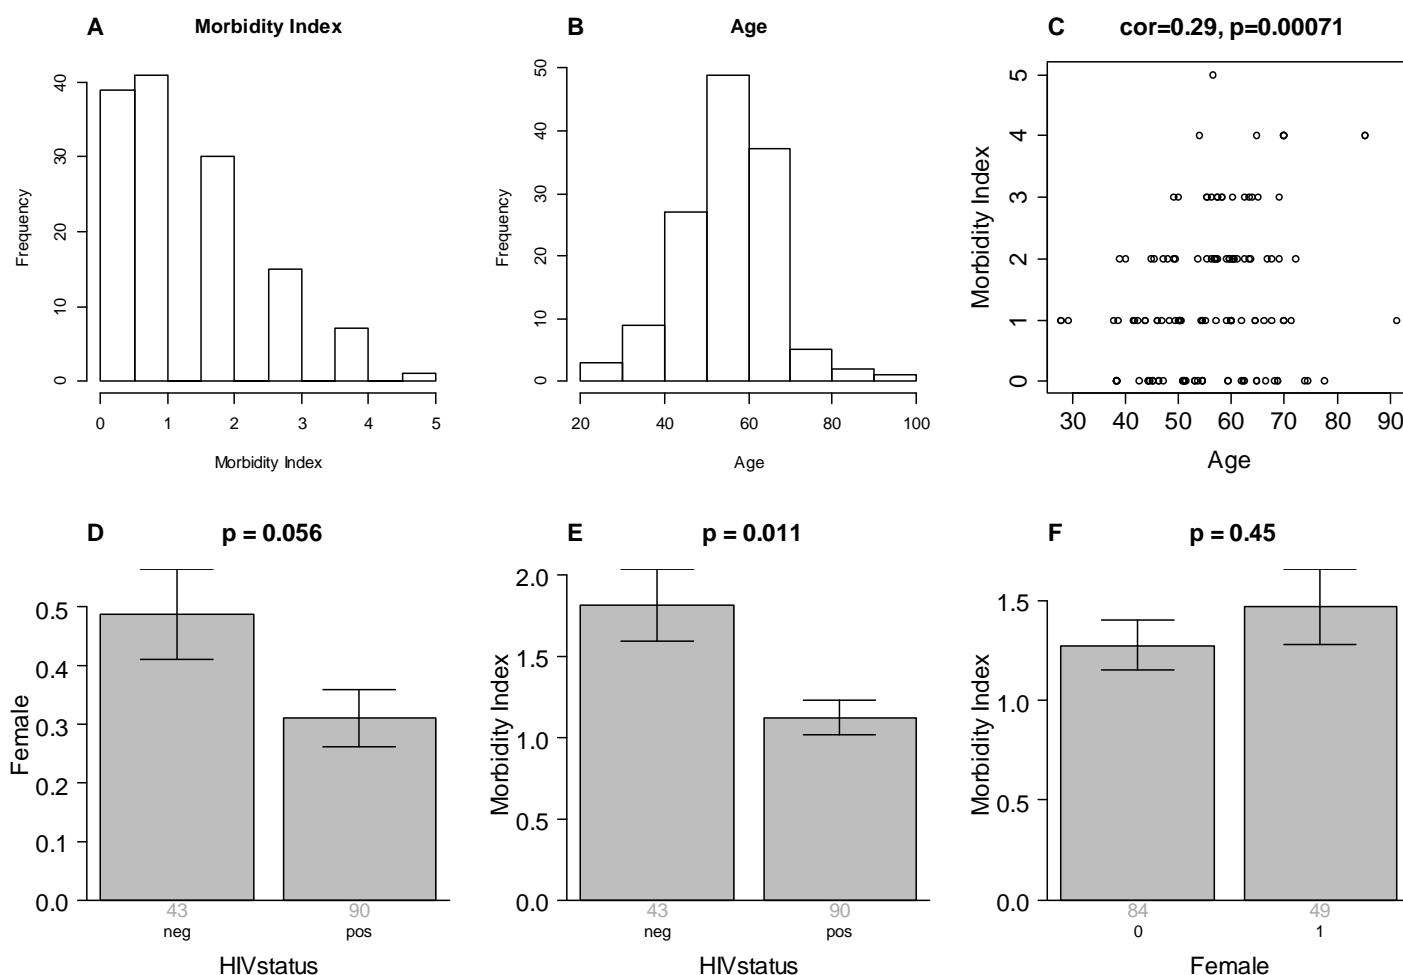 A Morbidity Index
Frequency
40
30
20
10
0
0 1 2 3 4 5
Morbidity Index
B Age
Frequency
50
40
30
20
10
0
20 40 60 80 100
Age
C cor=0.29, p=0.00071
Morbidity Index
5
4
3
2
1
0
30 40 50 60 70 80 90
Age
D p = 0.056
Female
0.5
0.4
0.3
0.2
0.1
0.0
43 90
neg pos
HIVstatus
E p = 0.011
Morbidity Index
2.0
1.5
1.0
0.5
0.0
43 90
neg pos
HIVstatus
F p = 0.45
Morbidity Index
1.5
1.0
0.5
0.0
84 49
0 1
Female